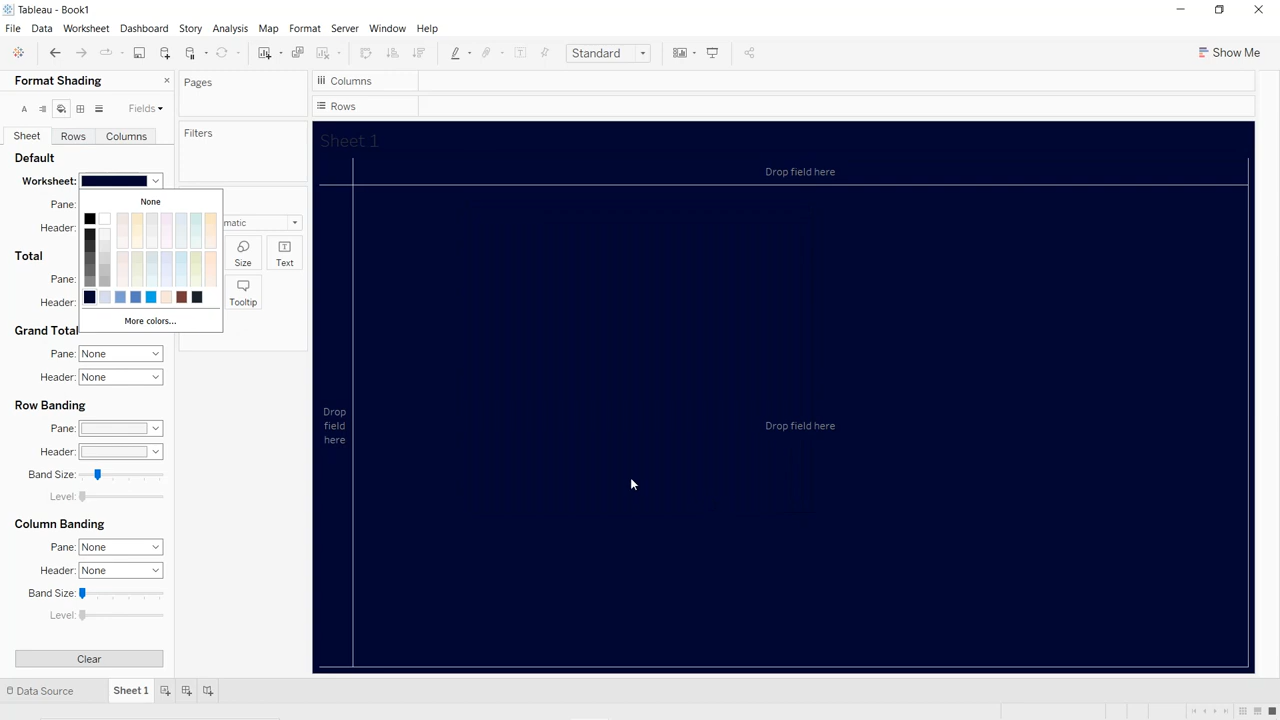 Tableau - Book1
File Data Worksheet Dashboard Story Analysis Map Format Server Window Help
Standard
Show Me
Format Shading
Fields
Sheet Rows Columns
Default
Worksheet:
Pane:
Header:
Total
Pane:
Header:
Grand Total
Pane: None
Header: None
Row Banding
Pane:
Header:
Band Size:
Level:
Column Banding
Pane: None
Header: None
Band Size:
Level:
Clear
None
More colors...
Pages
Filters
matic
Size
Text
Tooltip
Columns
Rows
Sheet 1
Drop field here
Drop
field
here
Drop field here
Data Source
Sheet 1